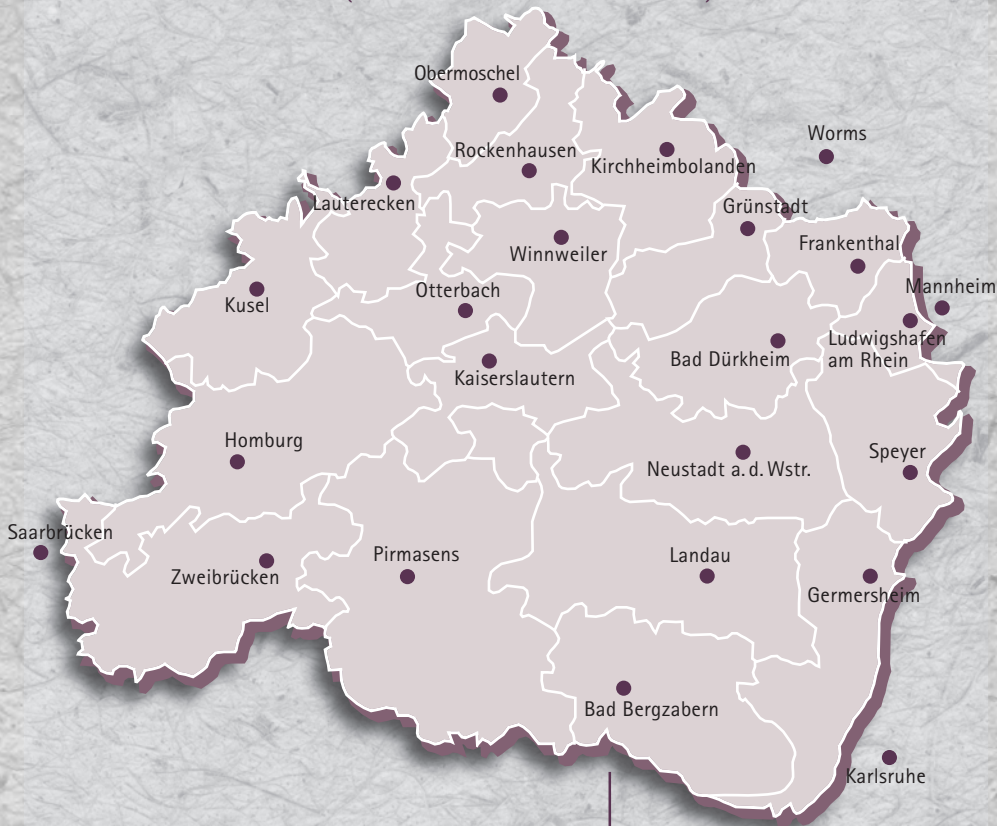 Obermoschel
Worms
Rockenhausen
Kirchheimbolanden
Lauterecken
Grünstadt
Frankenthal
Winnweiler
Mannheim
Otterbach
Kusel
Ludwigshafen
am Rhein
Bad Dürkheim
Kaiserslautern
Homburg
Speyer
Neustadt a. d. Wstr.
Saarbrücken
Pirmasens
Landau
Zweibrücken
Germersheim
Bad Bergzabern
Karlsruhe